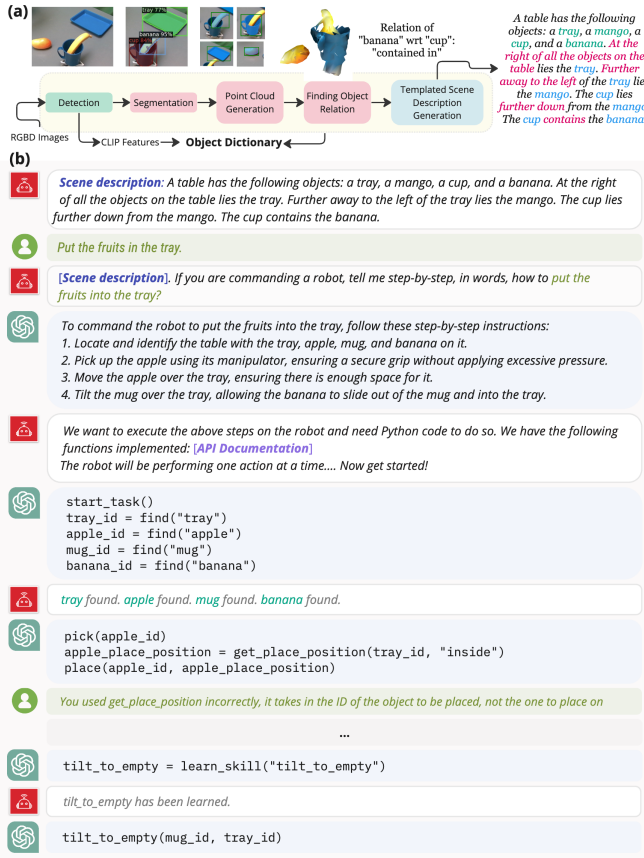 (a)
tray 77%
banana 95%
Relation of
"banana" wrt "cup":
"contained in"
A table has the following
objects: a tray, a mango, a
cup, and a banana. At the
right of all the objects on the
table lies the tray. Further
away to the left of the tray lies
the mango. The cup lies
further down from the mango
The cup contains the banana
Detection
Segmentation
Point Cloud
Generation
Finding Object
Relation
Templated Scene
Description
Generation
RGBD Images
CLIP Features
Object Dictionary
(b)
Scene description: A table has the following objects: a tray, a mango, a cup, and a banana. At the right
of all the objects on the table lies the tray. Further away to the left of the tray lies the mango. The cup lies
further down from the mango. The cup contains the banana.
Put the fruits in the tray.
[Scene description]. If you are commanding a robot, tell me step-by-step, in words, how to put the
fruits into the tray?
To command the robot to put the fruits into the tray, follow these step-by-step instructions:
1. Locate and identify the table with the tray, apple, mug, and banana on it.
2. Pick up the apple using its manipulator, ensuring a secure grip without applying excessive pressure.
3. Move the apple over the tray, ensuring there is enough space for it.
4. Tilt the mug over the tray, allowing the banana to slide out of the mug and into the tray.
We want to execute the above steps on the robot and need Python code to do so. We have the following
functions implemented: [API Documentation]
The robot will be performing one action at a time.... Now get started!
start_task()
tray_id = find("tray")
apple_id = find("apple")
mug_id = find("mug")
banana_id = find("banana")
tray found. apple found. mug found. banana found.
pick(apple_id)
apple_place_position = get_place_position(tray_id, "inside")
place(apple_id, apple_place_position)
You used get_place_position incorrectly, it takes in the ID of the object to be placed, not the one to place on
...
tilt_to_empty = learn_skill("tilt_to_empty")
tilt_to_empty has been learned.
tilt_to_empty(mug_id, tray_id)